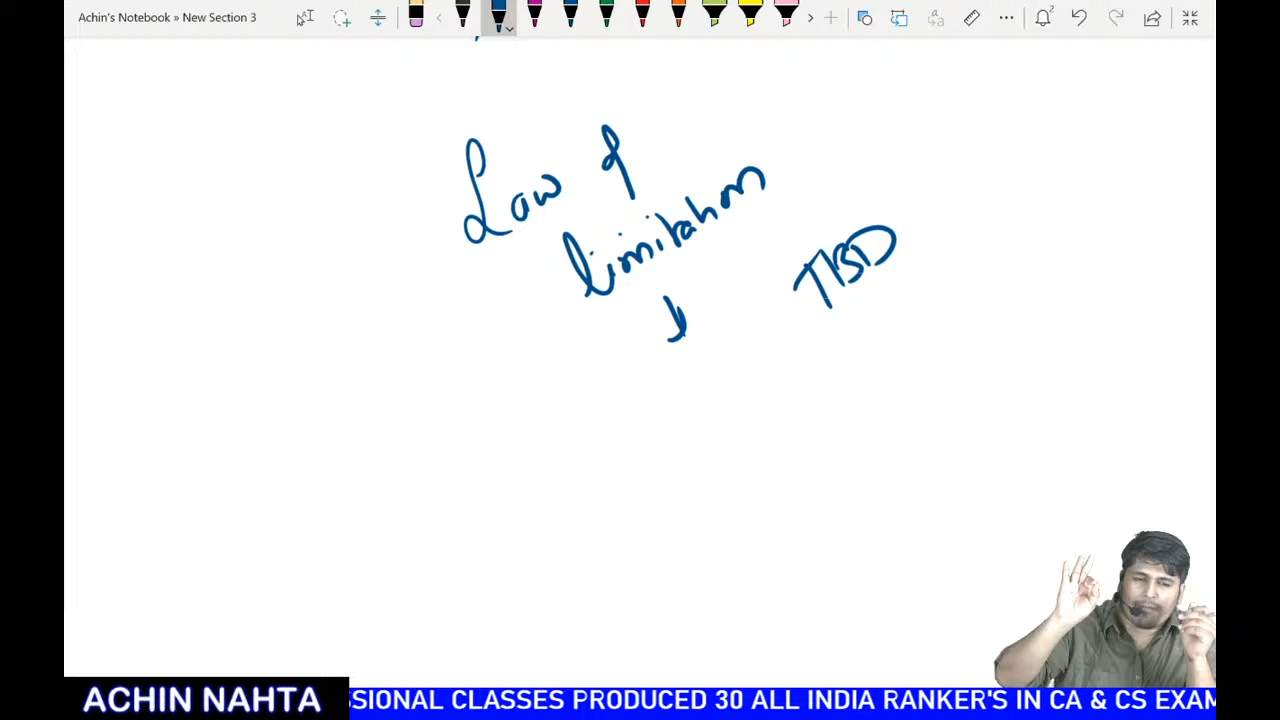 Achin's Notebook » New Section 3
Law of
limitation
TBD
ACHIN NAHTA
SSIONAL CLASSES PRODUCED 30 ALL INDIA RANKER'S IN CA & CS EXAM